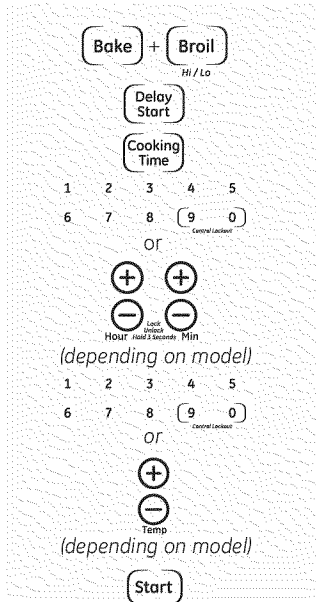 Bake + Broil
Hi / Lo
Delay
Start
Cooking
Time
1 2 3 4 5
6 7 8 9 0
Control Lockout
or
+ +
− −
Hour Lock Unlock Hold 3 Seconds Min
(depending on model)
1 2 3 4 5
6 7 8 9 0
Control Lockout
or
+
−
Temp
(depending on model)
Start